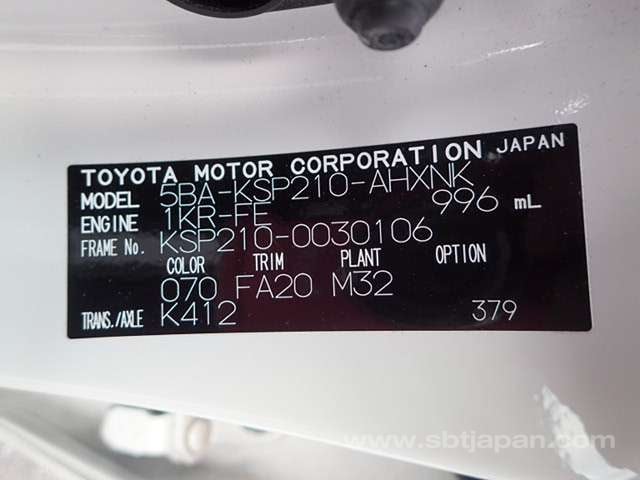 TOYOTA MOTOR CORPORATION JAPAN
MODEL 5BA-KSP210-AHXNK
ENGINE 1KR-FE 996 mL
FRAME No. KSP210-0030106
COLOR TRIM PLANT OPTION
070 FA20 M32
TRANS./AXLE K412 379
www.sbtjapan.com